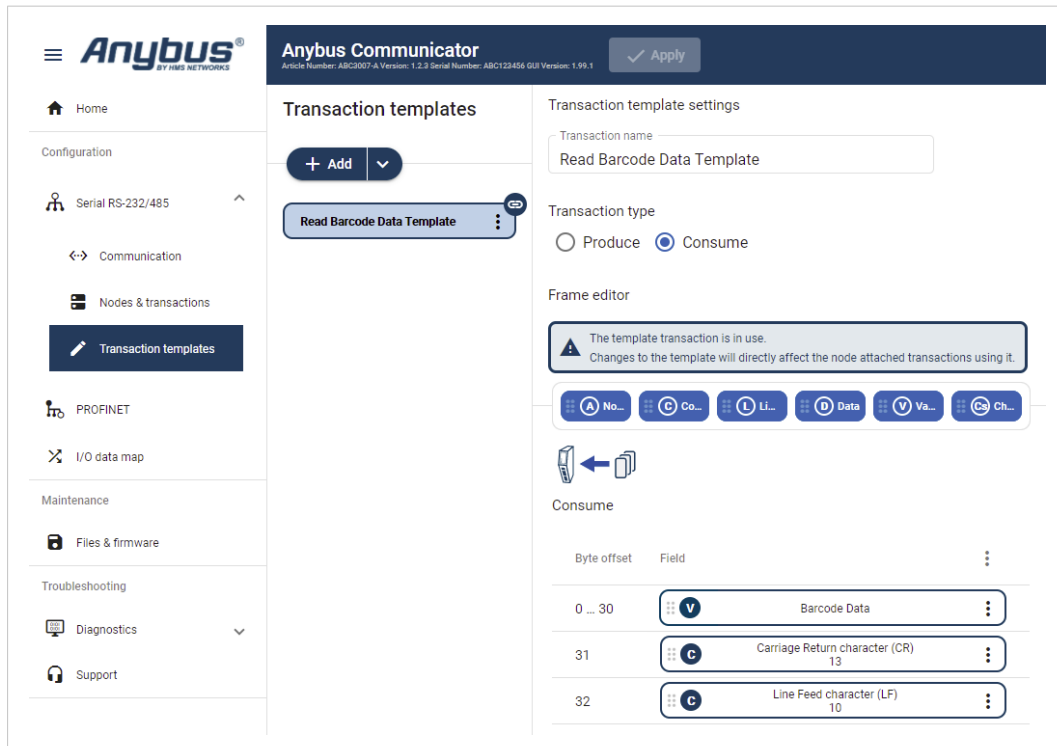 Anybus®
BY HMS NETWORKS
Home
Configuration
Serial RS-232/485
Communication
Nodes & transactions
Transaction templates
PROFINET
I/O data map
Maintenance
Files & firmware
Troubleshooting
Diagnostics
Support
Anybus Communicator
Article Number: ABC3007-A Version: 1.2.3 Serial Number: ABC123456 GUI Version: 1.99.1
Apply
Transaction templates
+ Add
Read Barcode Data Template
Transaction template settings
Transaction name
Read Barcode Data Template
Transaction type
Produce Consume
Frame editor
The template transaction is in use.
Changes to the template will directly affect the node attached transactions using it.
A No... C Co... L Li... D Data V Va... Cs Ch...
Consume
Byte offset Field
0 ... 30 V Barcode Data
31 C Carriage Return character (CR)
13
32 C Line Feed character (LF)
10